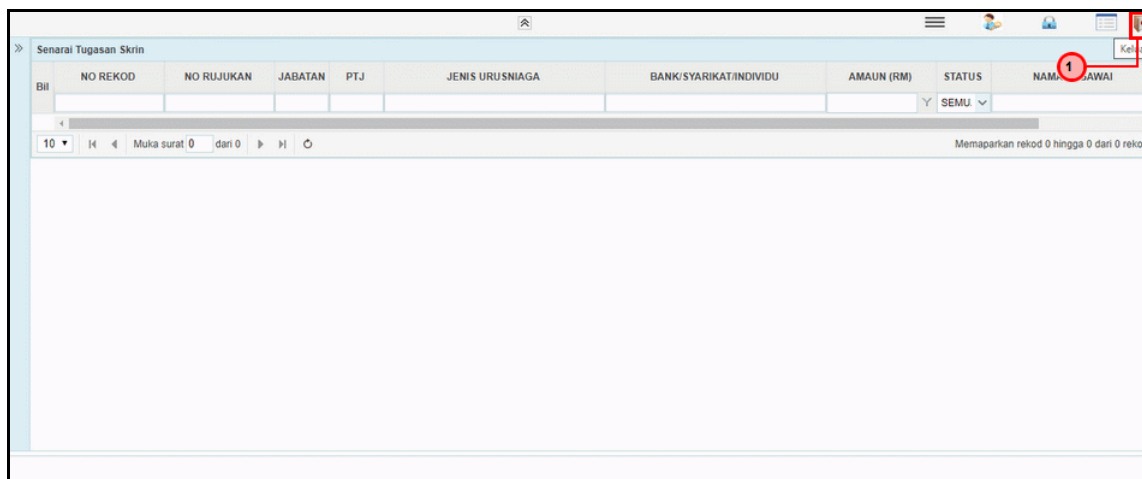 Senarai Tugasan Skrin
Bil NO REKOD NO RUJUKAN JABATAN PTJ JENIS URUSNIAGA BANK/SYARIKAT/INDIVIDU AMAUN (RM) STATUS
1
SEMU
10 Muka surat 0 dari 0 Memaparkan rekod 0 hingga 0 dari 0